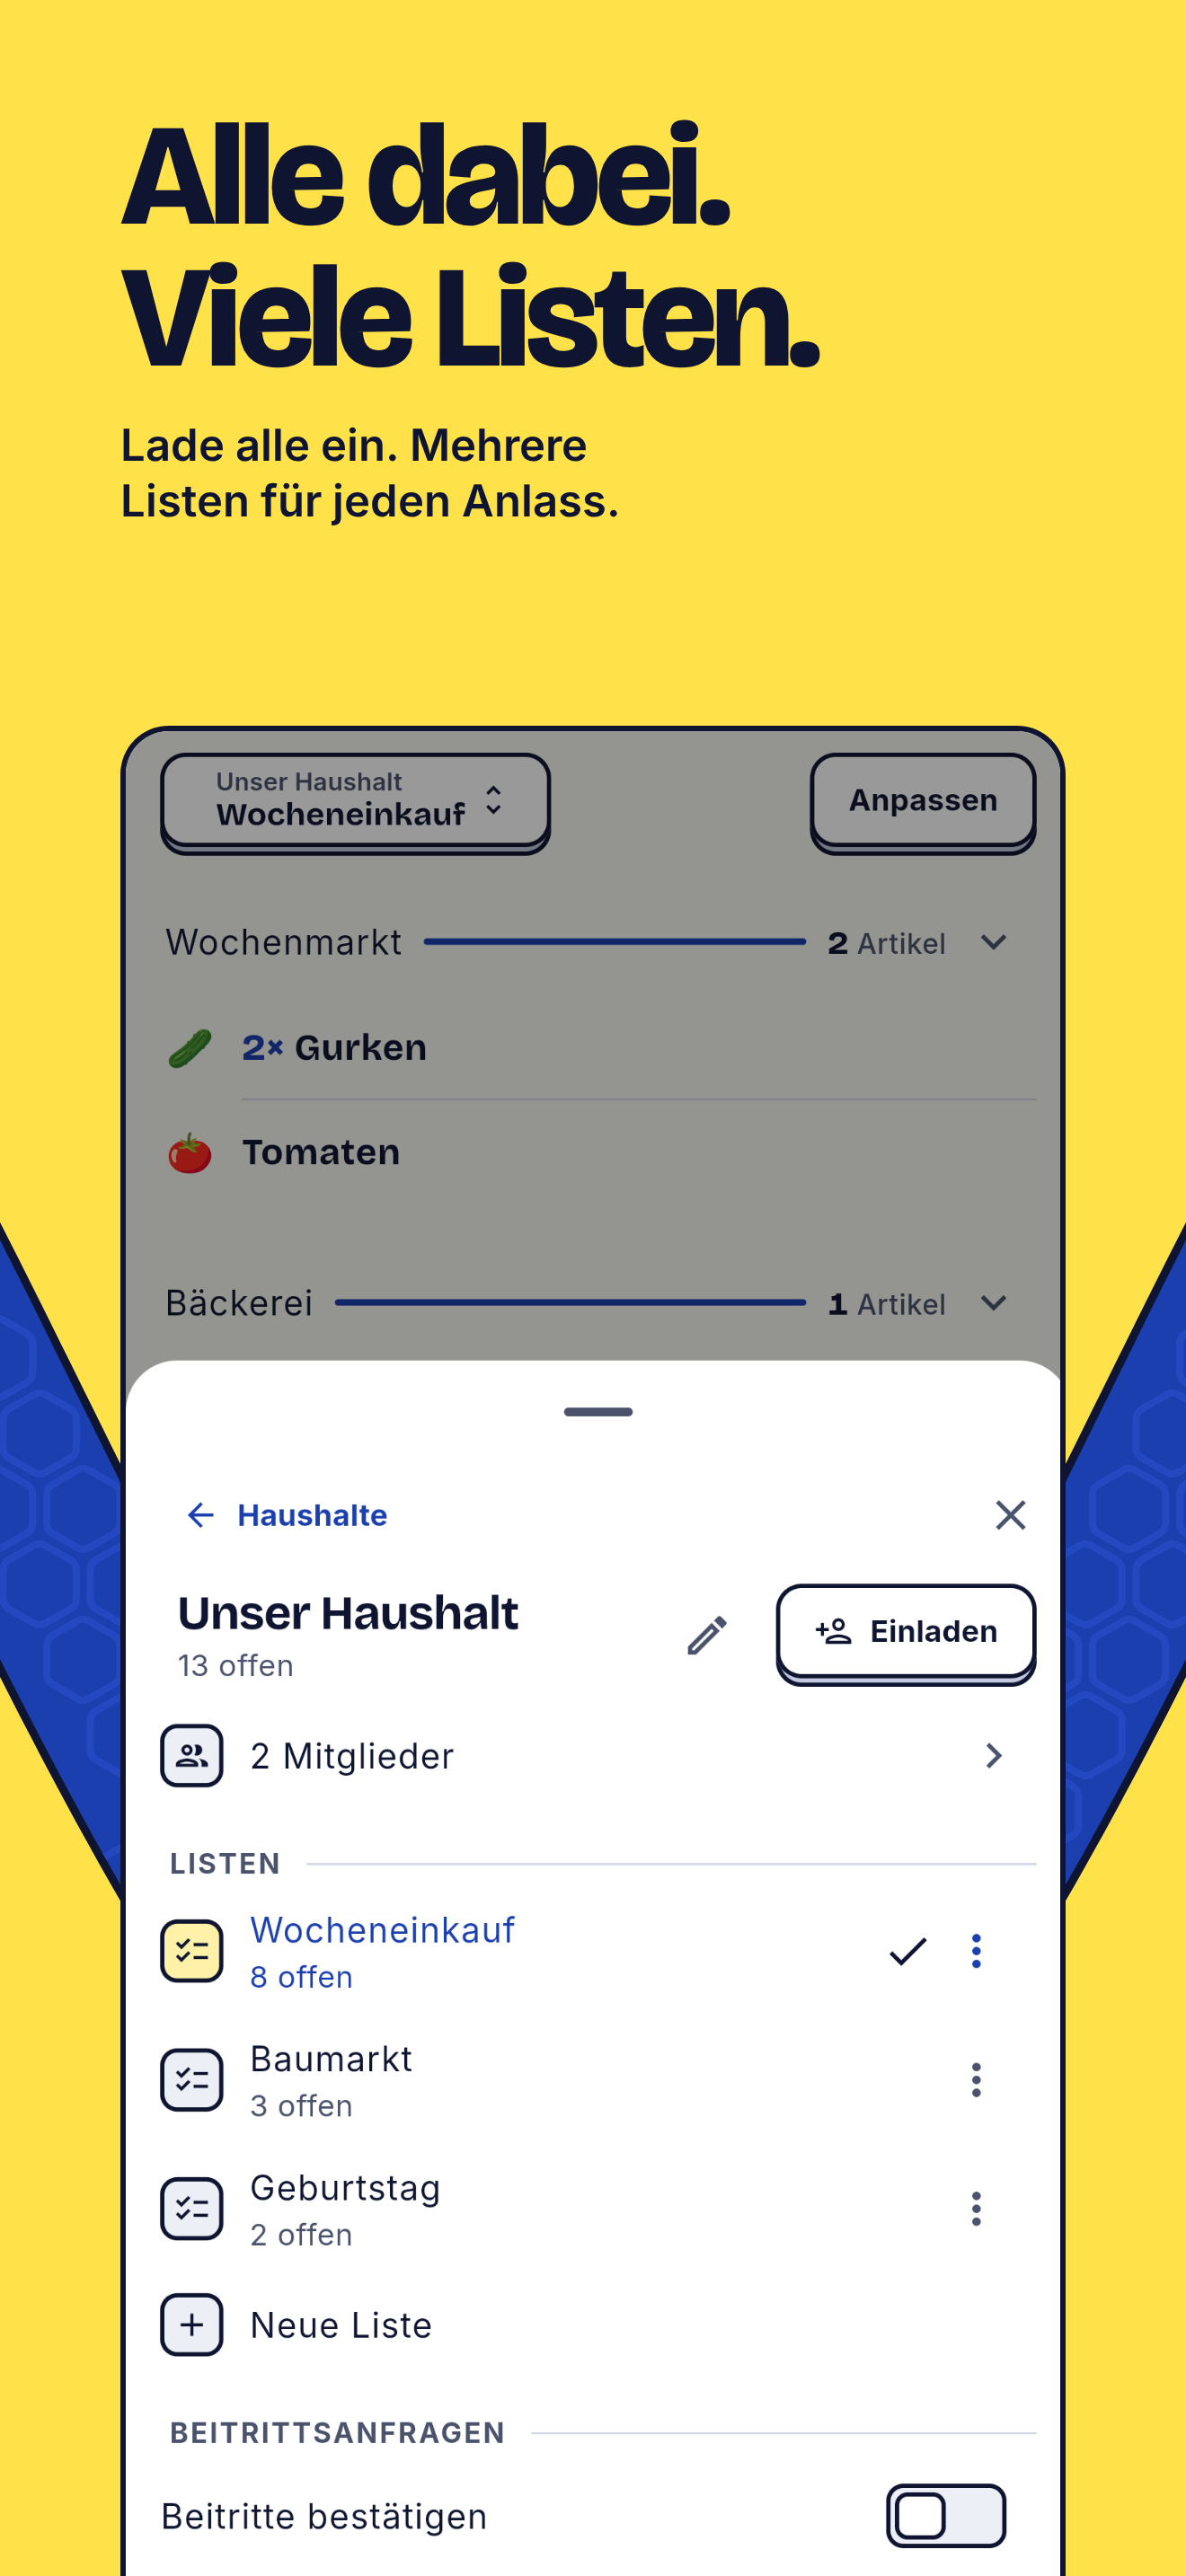 Alle dabei.
Viele Listen.
Lade alle ein. Mehrere
Listen für jeden Anlass.
Unser Haushalt
Wocheneinkauf
Anpassen
Wochenmarkt 2 Artikel
2× Gurken
Tomaten
Bäckerei 1 Artikel
Haushalte
Unser Haushalt
13 offen
Einladen
2 Mitglieder
LISTEN
Wocheneinkauf
8 offen
Baumarkt
3 offen
Geburtstag
2 offen
Neue Liste
BEITRITTSANFRAGEN
Beitritte bestätigen